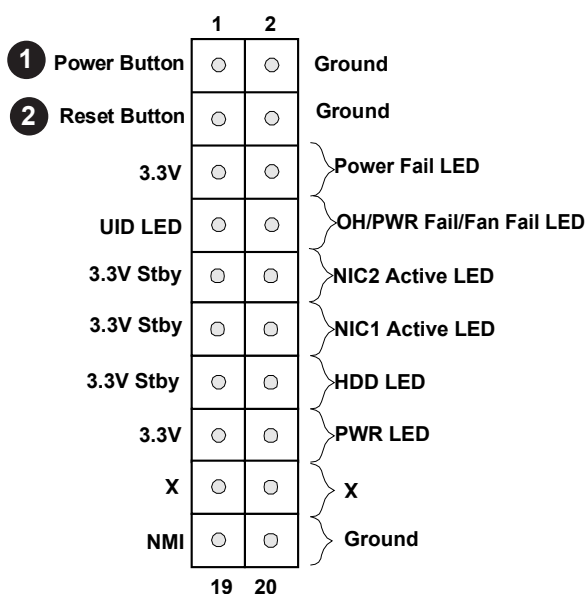 1 2
1 Power Button Ground
2 Reset Button Ground
3.3V Power Fail LED
UID LED OH/PWR Fail/Fan Fail LED
3.3V Stby NIC2 Active LED
3.3V Stby NIC1 Active LED
3.3V Stby HDD LED
3.3V PWR LED
X X
NMI Ground
19 20